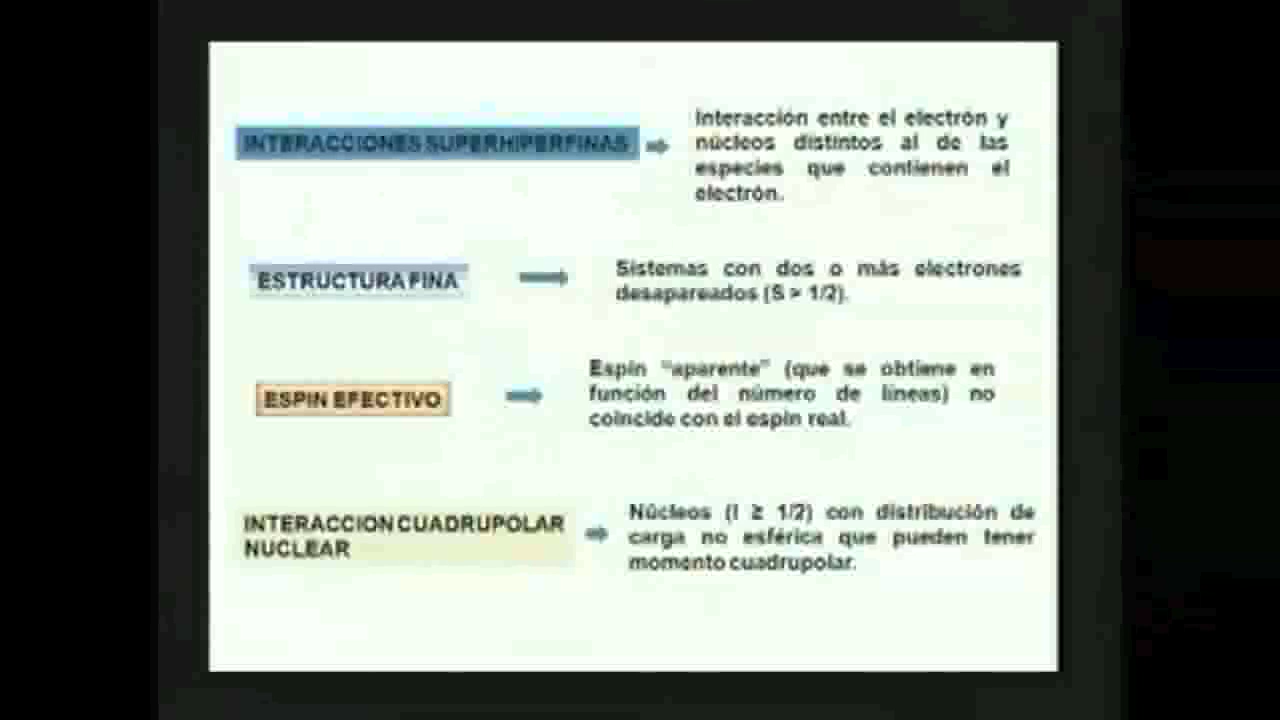 INTERACCIONES SUPERHIPERFINAS
Interacción entre el electrón y
núcleos distintos al de las
especies que contienen el
electrón.
ESTRUCTURA FINA
Sistemas con dos o más electrones
desapareados (S > 1/2).
ESPIN EFECTIVO
Espín "aparente" (que se obtiene en
función del número de líneas) no
coincide con el espín real.
INTERACCION CUADRUPOLAR
NUCLEAR
Núcleos (I ≥ 1/2) con distribución de
carga no esférica que pueden tener
momento cuadrupolar.